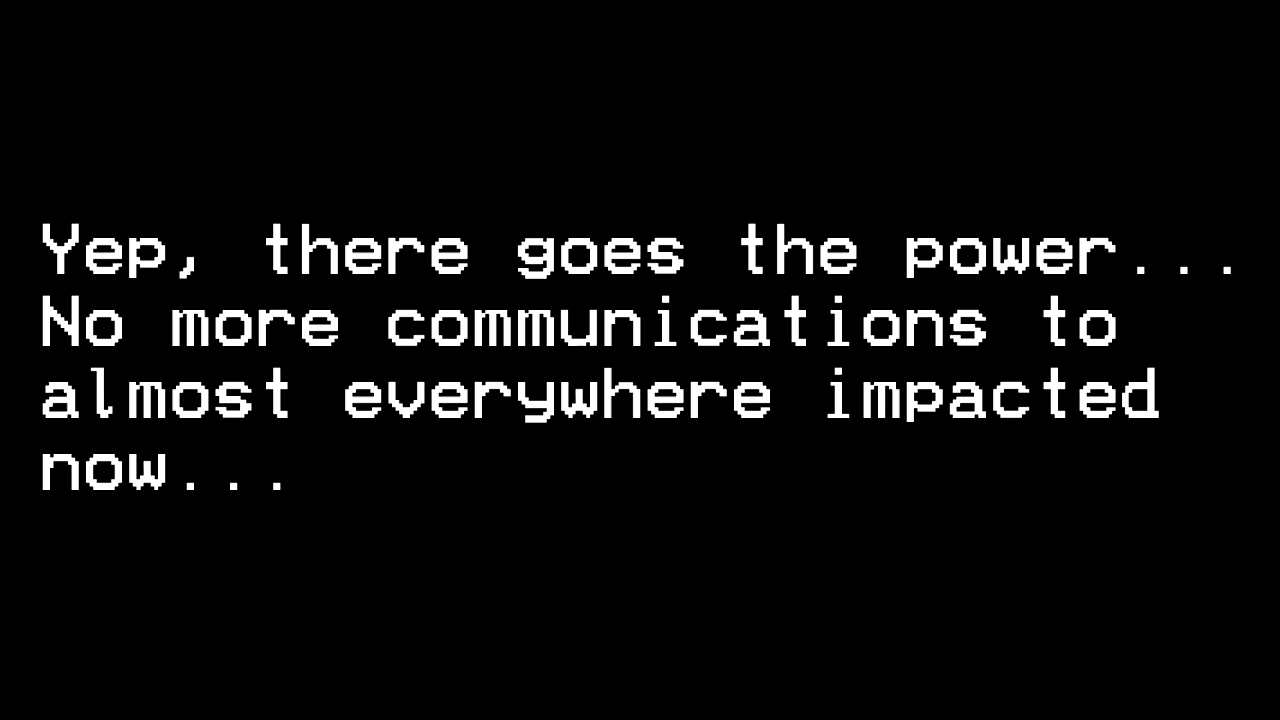 Yep, there goes the power...
No more communications to
almost everywhere impacted
now...